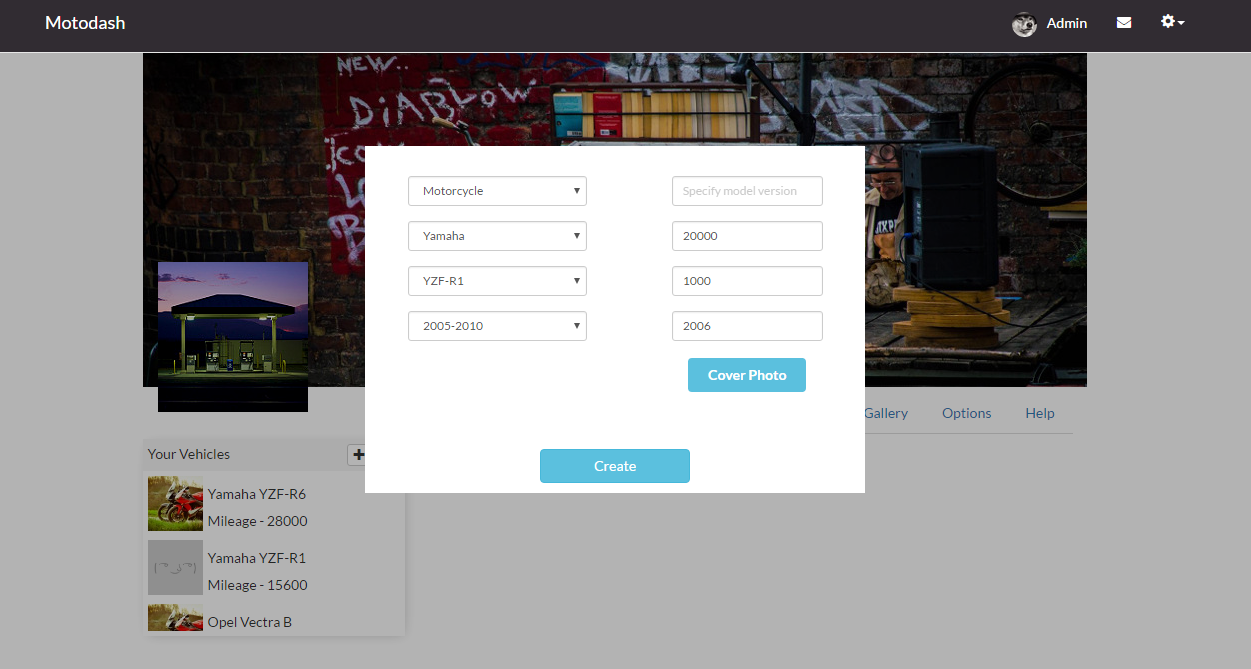 Motodash
Admin
NEW..
DiABLOW
Motorcycle
Specify model version
Yamaha
20000
YZF-R1
1000
2005-2010
2006
Cover Photo
Gallery
Options
Help
Your Vehicles
Create
Yamaha YZF-R6
Mileage - 28000
Yamaha YZF-R1
Mileage - 15600
Opel Vectra B